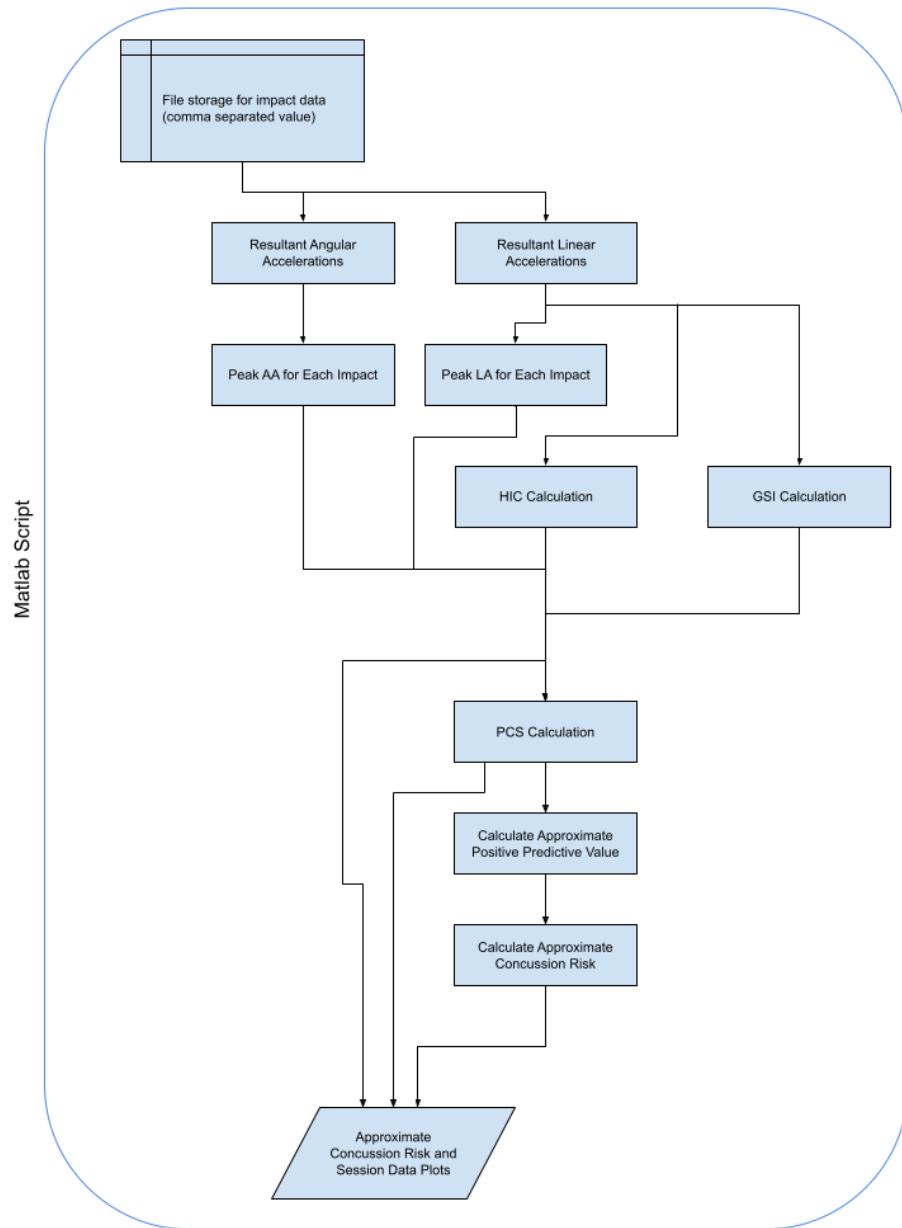 File storage for impact data
(comma separated value)
Resultant Angular
Accelerations
Resultant Linear
Accelerations
Peak AA for Each Impact
Peak LA for Each Impact
HIC Calculation
GSI Calculation
Matlab Script
PCS Calculation
Calculate Approximate
Positive Predictive Value
Calculate Approximate
Concussion Risk
Approximate
Concussion Risk and
Session Data Plots